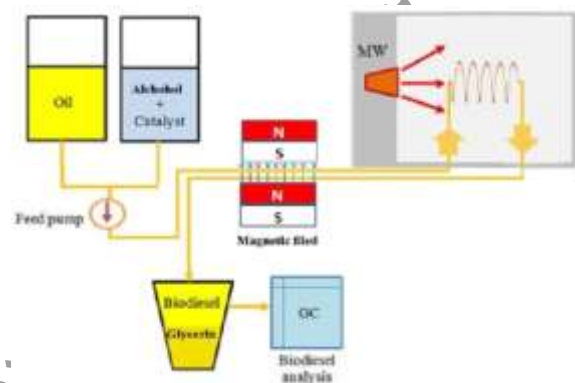 Oil
Alchohol
+
Catalyst
MW
N
S
N
S
Feed pump
Magnetic filed
Biodiesel
Glycerin
GC
Biodiesel
analysis